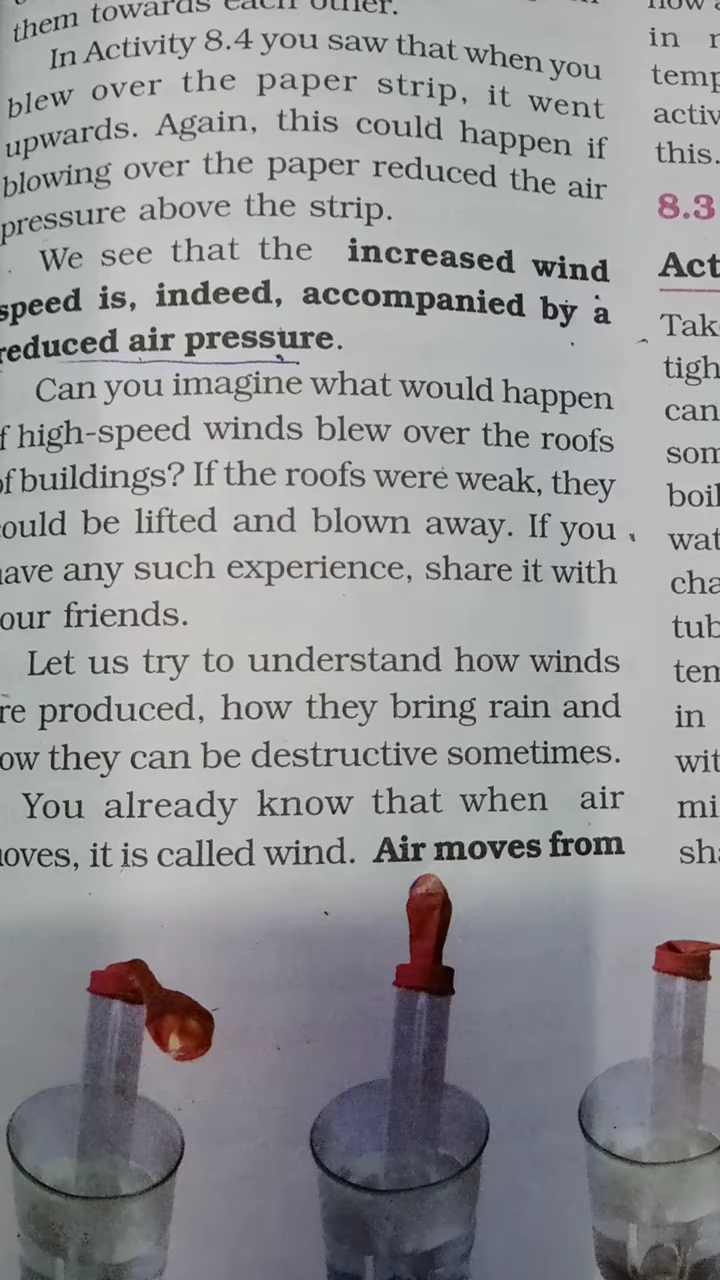 them towards each other.
In Activity 8.4 you saw that when you
blew over the paper strip, it went
upwards. Again, this could happen if
blowing over the paper reduced the air
pressure above the strip.
We see that the increased wind
speed is, indeed, accompanied by a
reduced air pressure.
Can you imagine what would happen
f high-speed winds blew over the roofs
of buildings? If the roofs were weak, they
could be lifted and blown away. If you
have any such experience, share it with
our friends.
Let us try to understand how winds
re produced, how they bring rain and
ow they can be destructive sometimes.
You already know that when air
moves, it is called wind. Air moves from
in
temp
activ
this.
8.3
Act
Tak
tigh
can
som
boil
wat
cha
tub
tem
in
wit
mi
sha